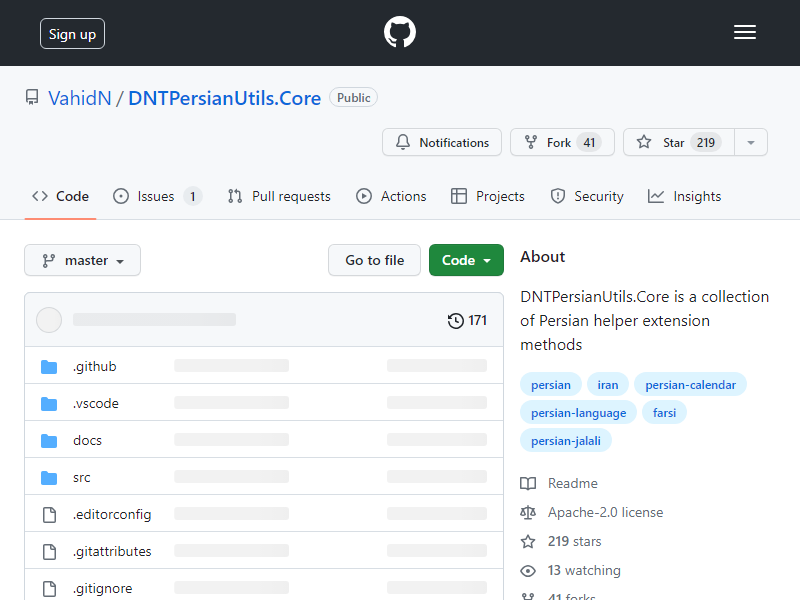 Sign up
VahidN / DNTPersianUtils.Core Public
Notifications Fork 41 Star 219
Code Issues 1 Pull requests Actions Projects Security Insights
master Go to file Code
171
.github
.vscode
docs
src
.editorconfig
.gitattributes
.gitignore
About
DNTPersianUtils.Core is a collection
of Persian helper extension
methods
persian iran persian-calendar
persian-language farsi
persian-jalali
Readme
Apache-2.0 license
219 stars
13 watching
41 forks